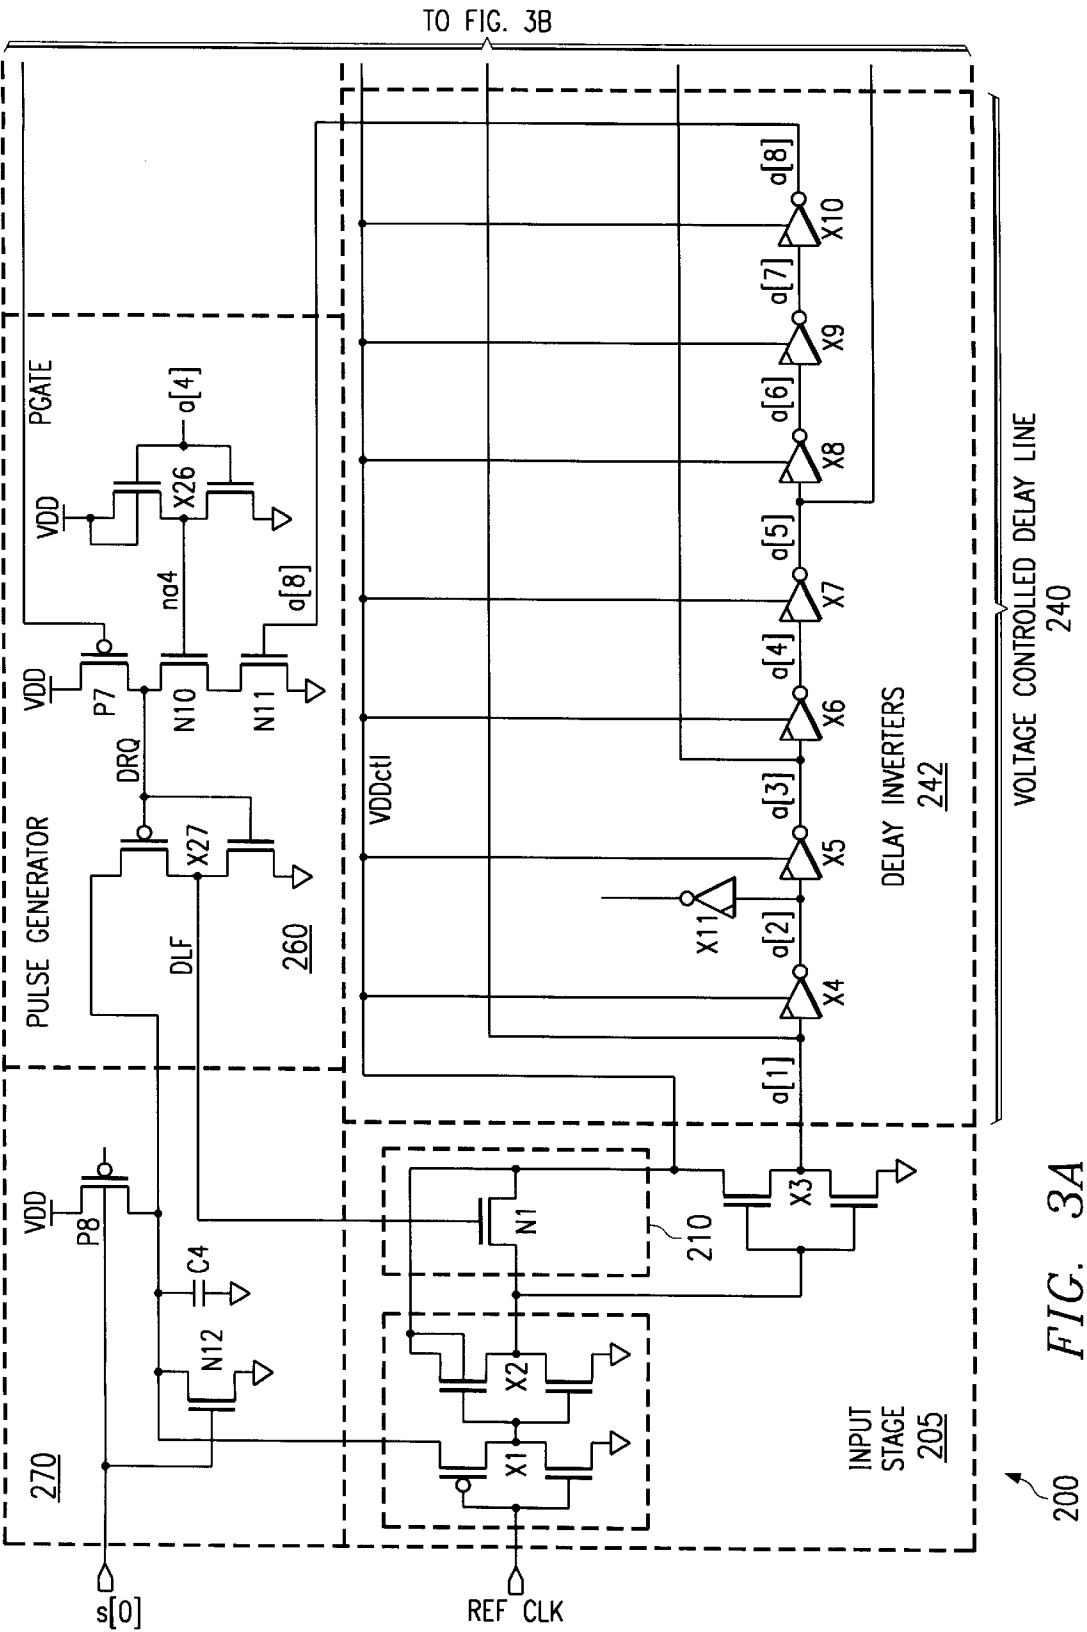 TO FIG. 3B
PULSE GENERATOR
PGATE
VDD
VDD
VDD
P8
P7
DRQ
N10
N11
na4
X26
a[4]
a[8]
X27
DLF
260
270
C4
N12
s[0]
VDDctl
REF CLK
X1
X2
N1
210
X3
INPUT
STAGE
205
a[1]
X4
a[2]
X11
X5
a[3]
X6
a[4]
X7
a[5]
X8
a[6]
X9
a[7]
X10
a[8]
DELAY INVERTERS
242
VOLTAGE CONTROLLED DELAY LINE
240
200
FIG. 3A